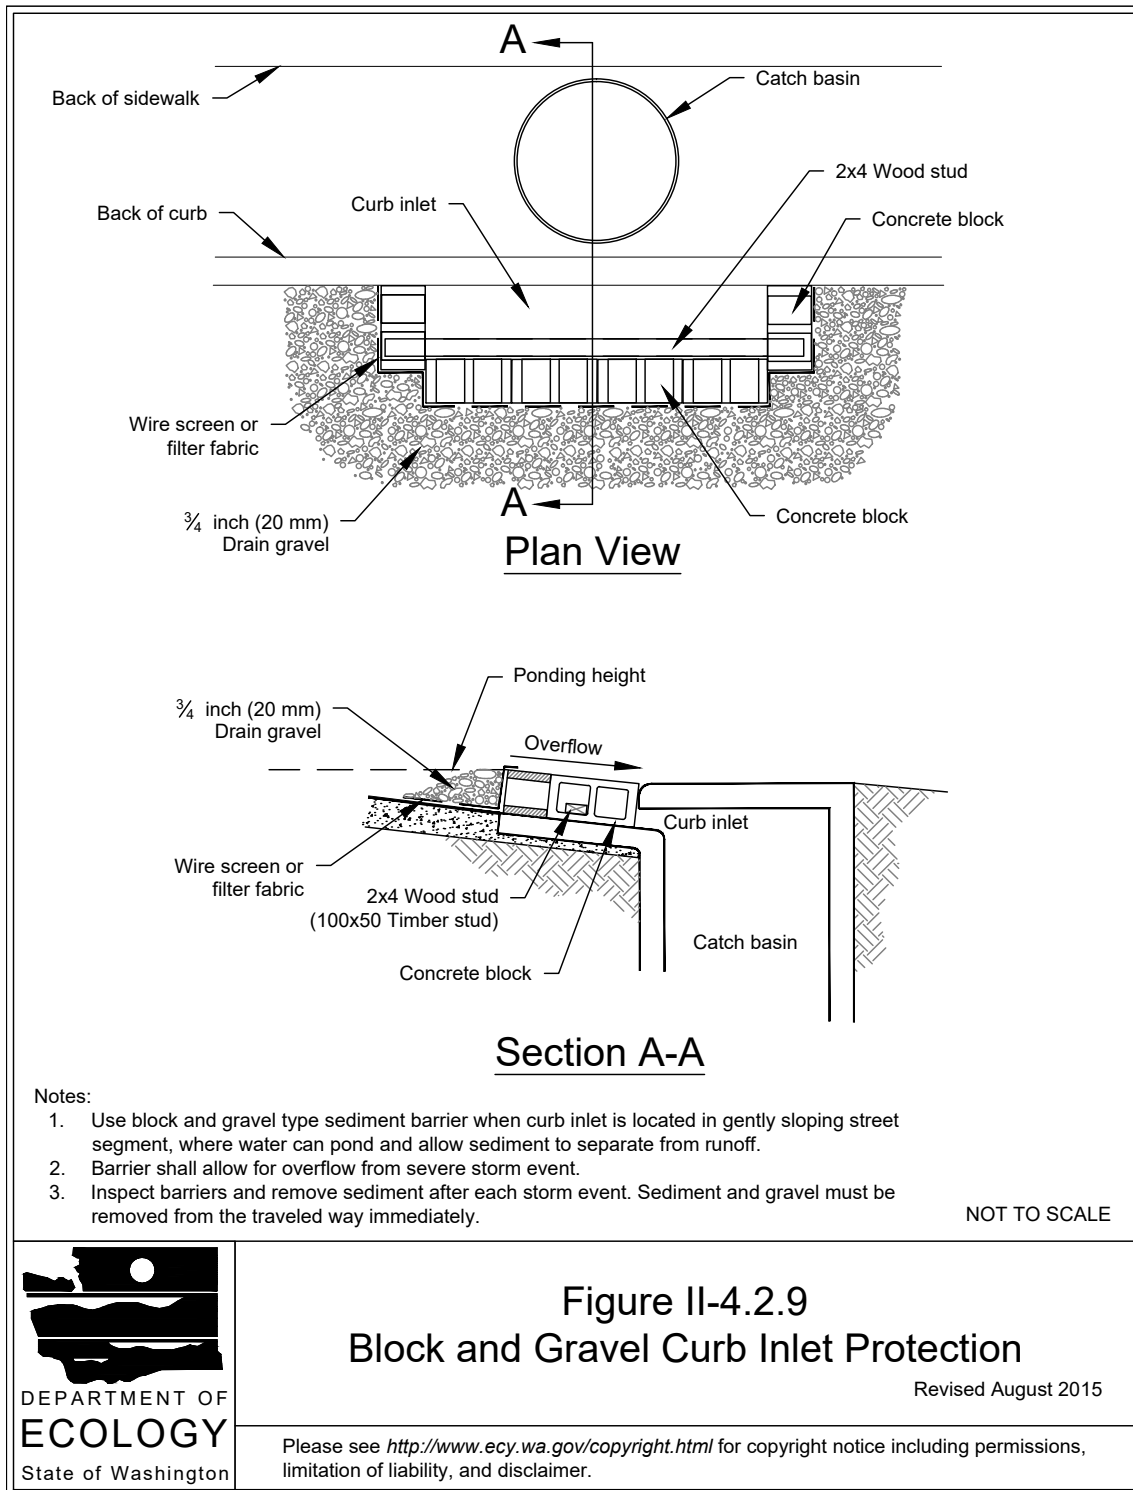 A
Back of sidewalk
Catch basin
2x4 Wood stud
Back of curb
Curb inlet
Concrete block
Wire screen or
filter fabric
¾ inch (20 mm)
Drain gravel
A
Concrete block
Plan View
Ponding height
¾ inch (20 mm)
Drain gravel
Overflow
Curb inlet
Wire screen or
filter fabric
2x4 Wood stud
(100x50 Timber stud)
Catch basin
Concrete block
Section A-A
Notes:
1. Use block and gravel type sediment barrier when curb inlet is located in gently sloping street
segment, where water can pond and allow sediment to separate from runoff.
2. Barrier shall allow for overflow from severe storm event.
3. Inspect barriers and remove sediment after each storm event. Sediment and gravel must be
removed from the traveled way immediately.
NOT TO SCALE
DEPARTMENT OF
ECOLOGY
State of Washington
Figure II-4.2.9
Block and Gravel Curb Inlet Protection
Revised August 2015
Please see http://www.ecy.wa.gov/copyright.html for copyright notice including permissions,
limitation of liability, and disclaimer.